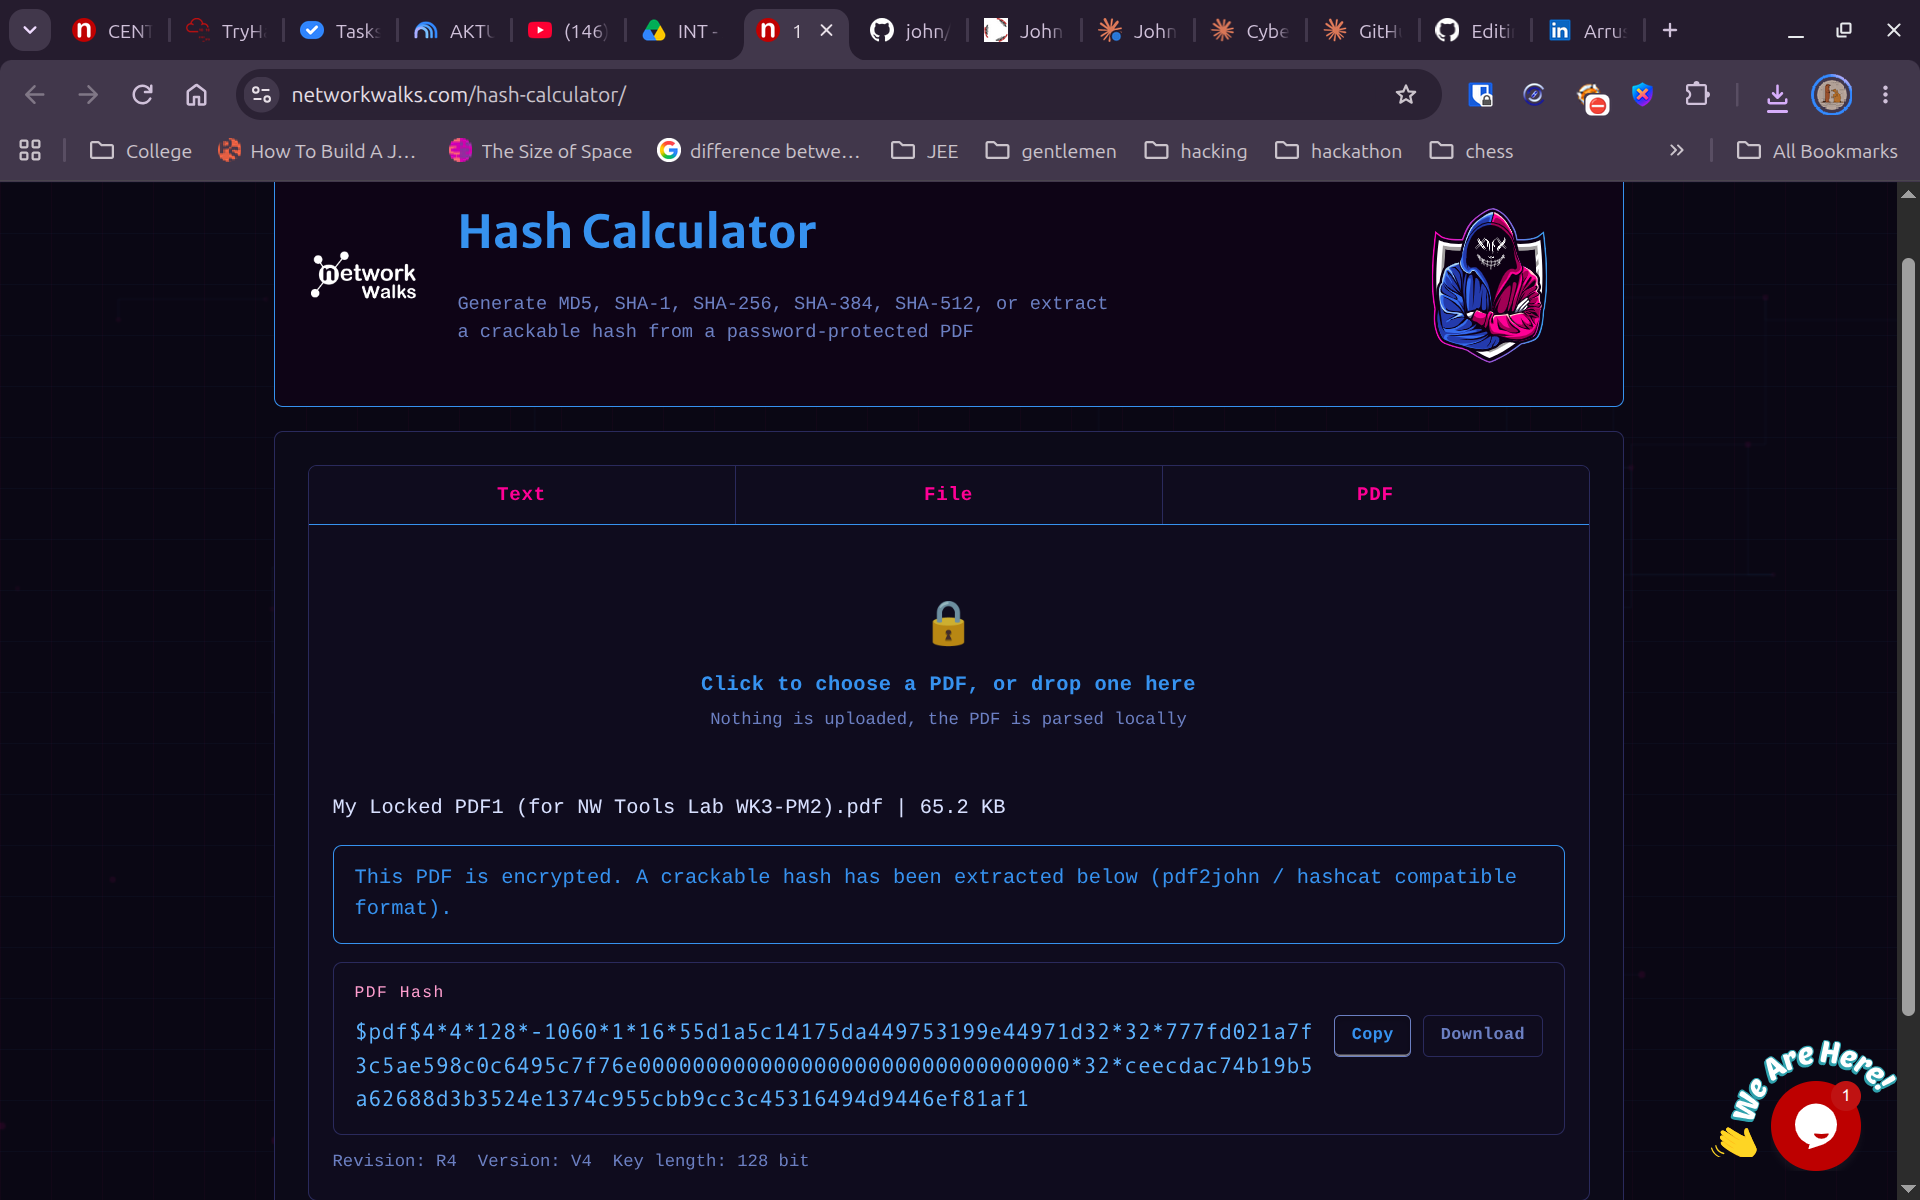 CENT
TryHa
Tasks
AKTU
(146)
INT -
1
john/
John
John
Cybe
GitHu
Editi
Arrus
networkwalks.com/hash-calculator/
College
How To Build A J...
The Size of Space
difference betwe...
JEE
gentlemen
hacking
hackathon
chess
All Bookmarks
network
Walks
Hash Calculator
Generate MD5, SHA-1, SHA-256, SHA-384, SHA-512, or extract
a crackable hash from a password-protected PDF
Text
File
PDF
Click to choose a PDF, or drop one here
Nothing is uploaded, the PDF is parsed locally
My Locked PDF1 (for NW Tools Lab WK3-PM2).pdf | 65.2 KB
This PDF is encrypted. A crackable hash has been extracted below (pdf2john / hashcat compatible
format).
PDF Hash
$pdf$4*4*128*-1060*1*16*55d1a5c14175da449753199e44971d32*32*777fd021a7f
3c5ae598c0c6495c7f76e00000000000000000000000000000000*32*ceecdac74b19b5
a62688d3b3524e1374c955cbb9cc3c45316494d9446ef81af1
Copy
Download
Revision: R4 Version: V4 Key length: 128 bit
We Are Here!
1